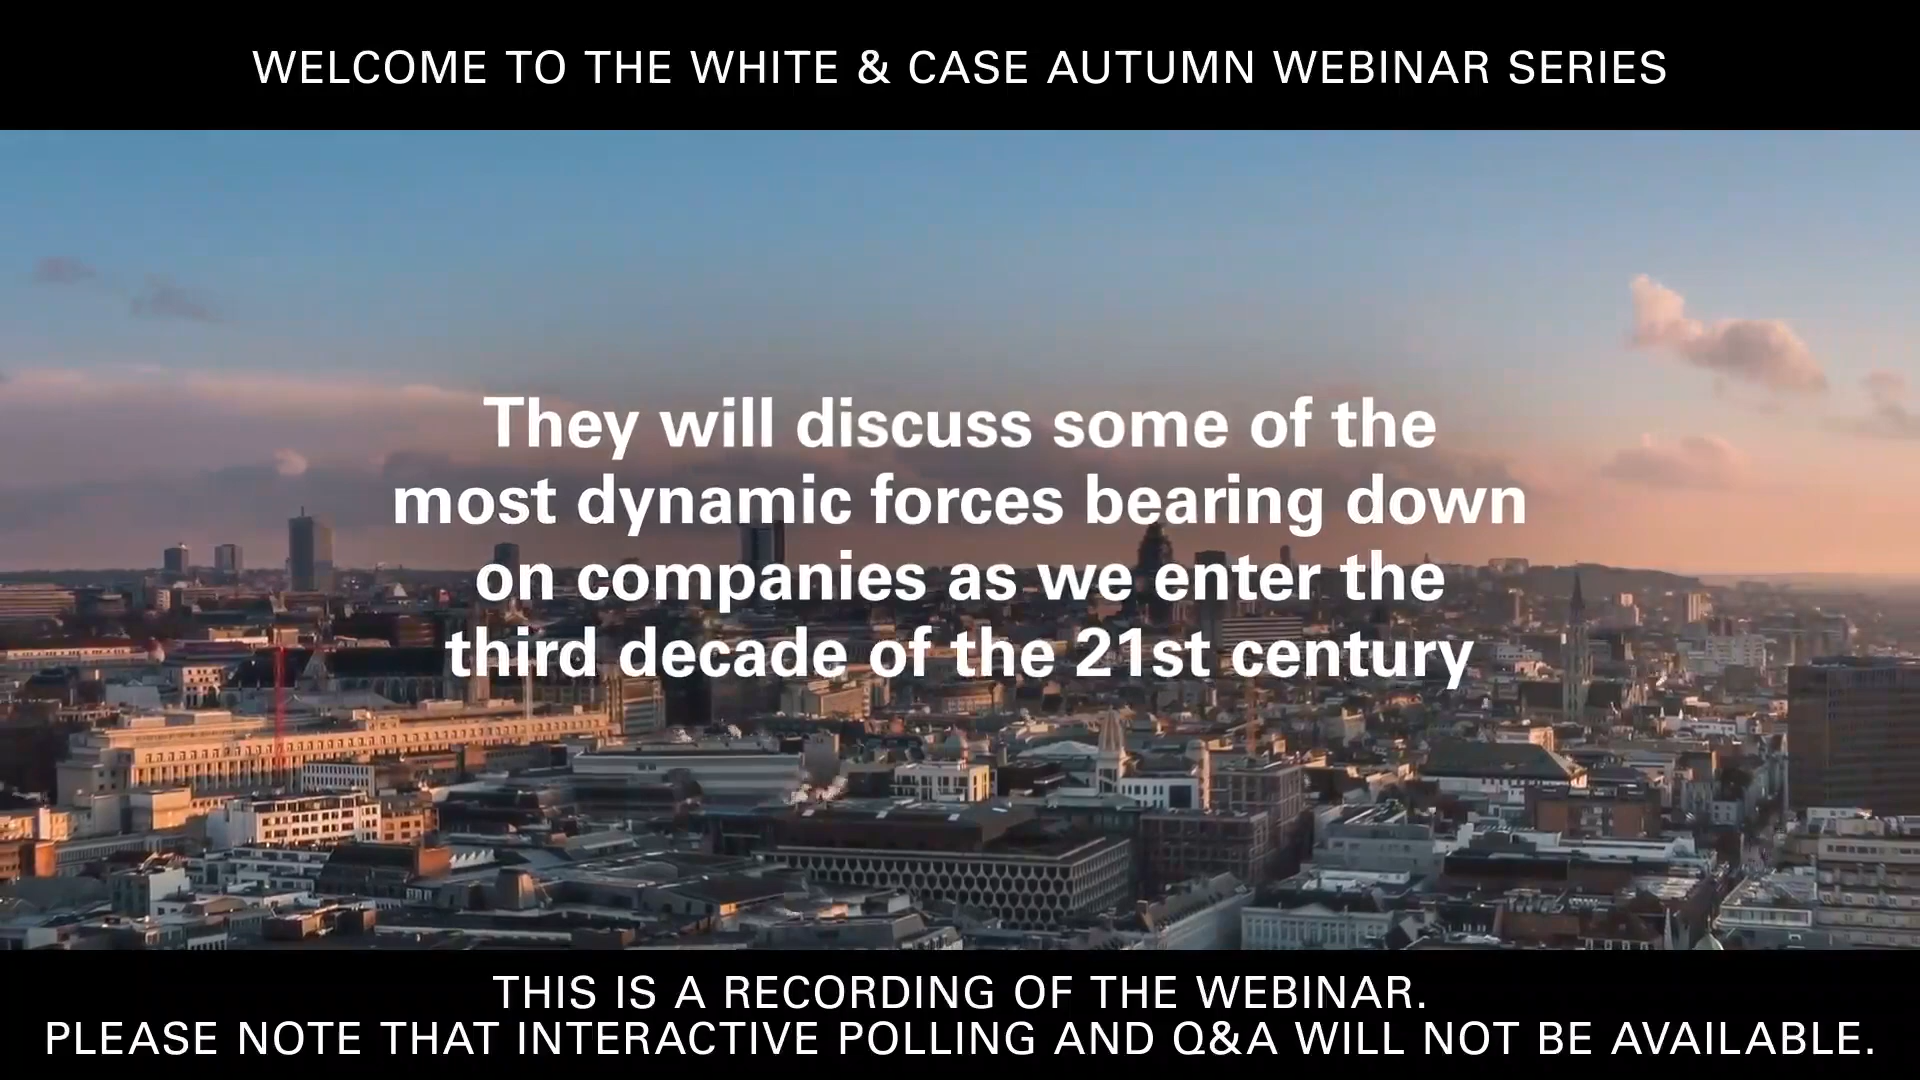 WELCOME TO THE WHITE & CASE AUTUMN WEBINAR SERIES
They will discuss some of the
most dynamic forces bearing down
on companies as we enter the
third decade of the 21st century
THIS IS A RECORDING OF THE WEBINAR.
PLEASE NOTE THAT INTERACTIVE POLLING AND Q&A WILL NOT BE AVAILABLE.